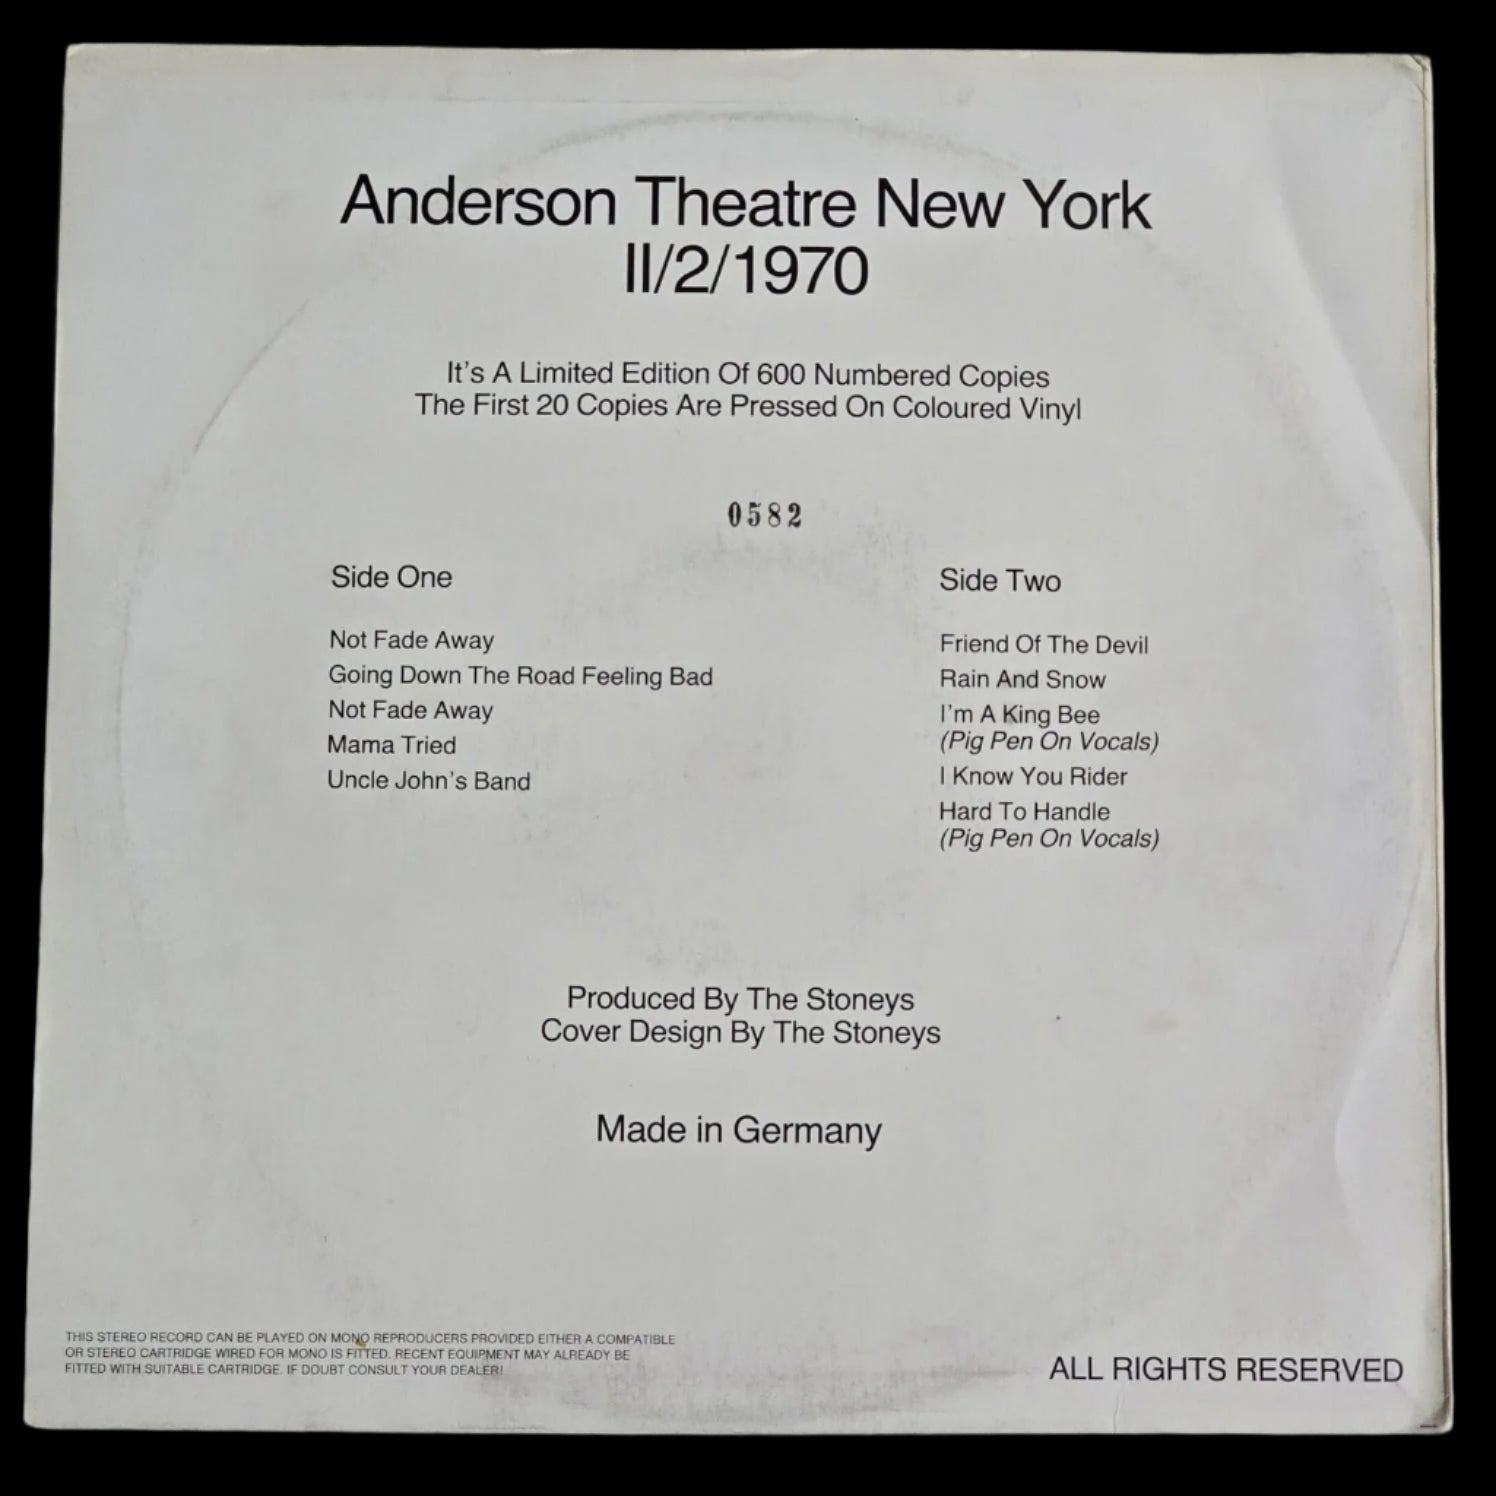 Anderson Theatre New York
II/2/1970
It's A Limited Edition Of 600 Numbered Copies
The First 20 Copies Are Pressed On Coloured Vinyl
0582
Side One
Not Fade Away
Going Down The Road Feeling Bad
Not Fade Away
Mama Tried
Uncle John's Band
Side Two
Friend Of The Devil
Rain And Snow
I'm A King Bee
(Pig Pen On Vocals)
I Know You Rider
Hard To Handle
(Pig Pen On Vocals)
Produced By The Stoneys
Cover Design By The Stoneys
Made in Germany
THIS STEREO RECORD CAN BE PLAYED ON MONO REPRODUCERS PROVIDED EITHER A COMPATIBLE
OR STEREO CARTRIDGE WIRED FOR MONO IS FITTED. RECENT EQUIPMENT MAY ALREADY BE
FITTED WITH SUITABLE CARTRIDGE. IF DOUBT CONSULT YOUR DEALER!
ALL RIGHTS RESERVED